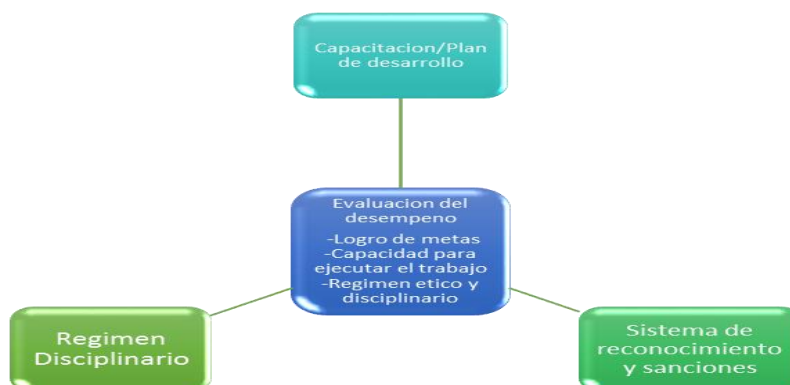 Capacitacion/Plan
de desarrollo
Evaluacion del
desempeno
-Logro de metas
-Capacidad para
ejecutar el trabajo
-Regimen etico y
disciplinario
Regimen
Disciplinario
Sistema de
reconocimiento
y sanciones